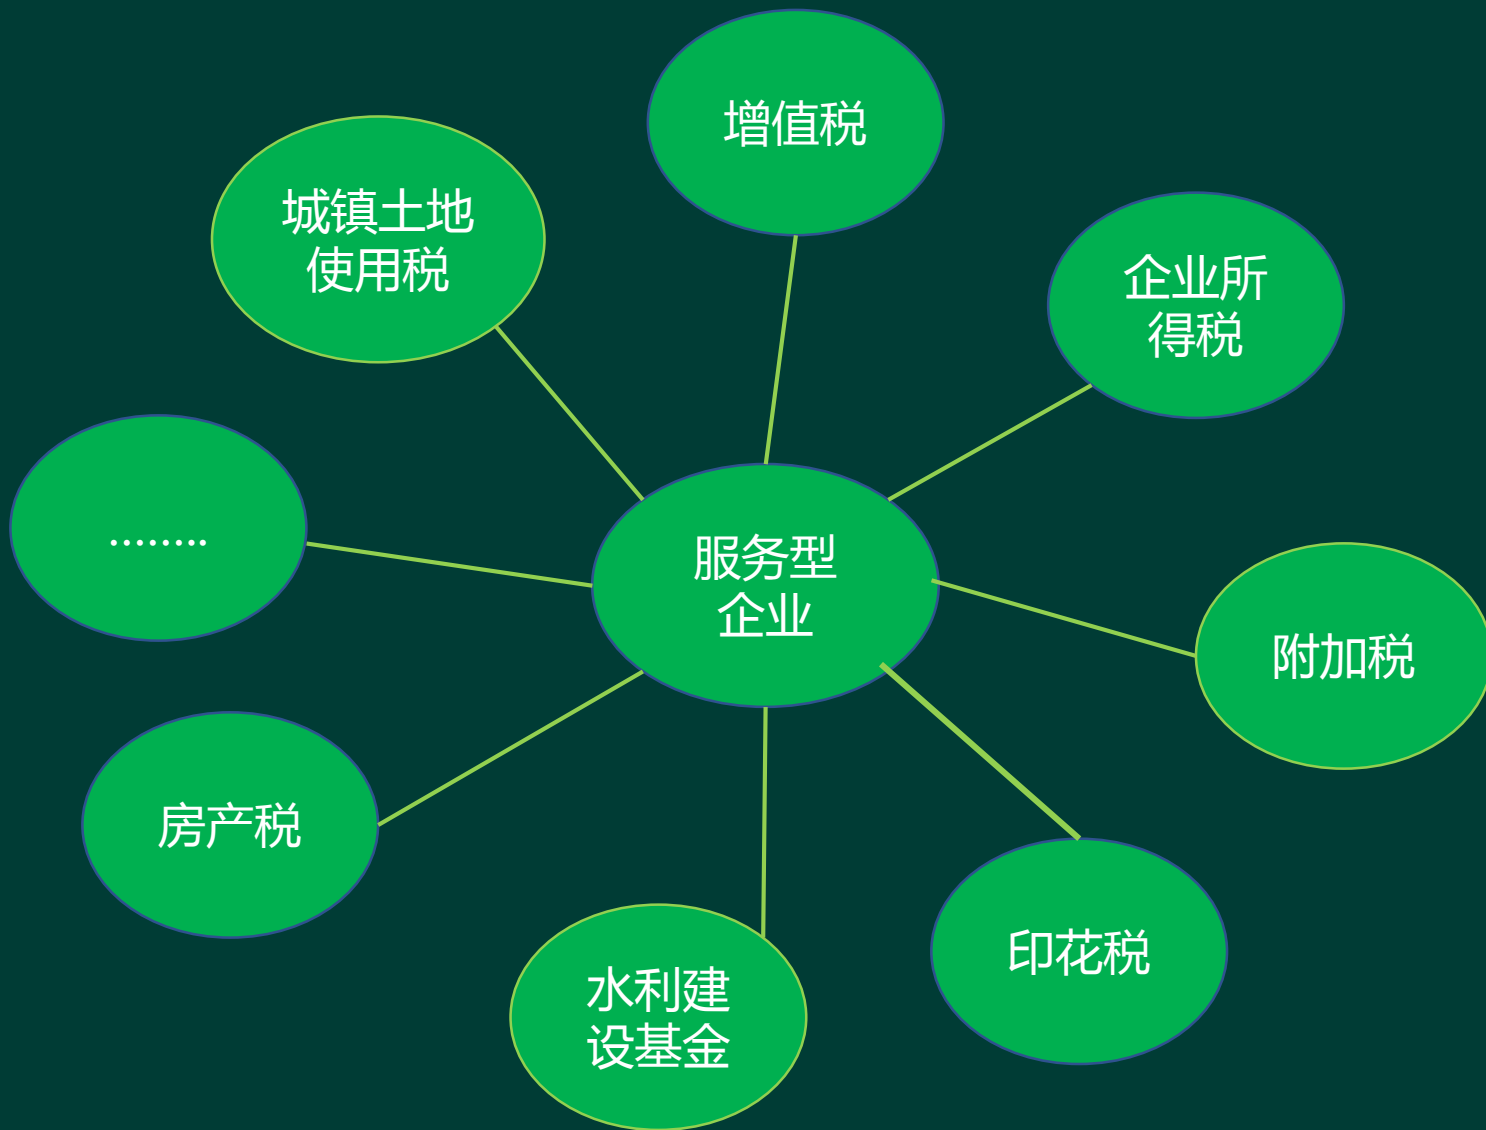 增值税
城镇土地
使用税
企业所
得税
........
服务型
企业
附加税
房产税
印花税
水利建
设基金